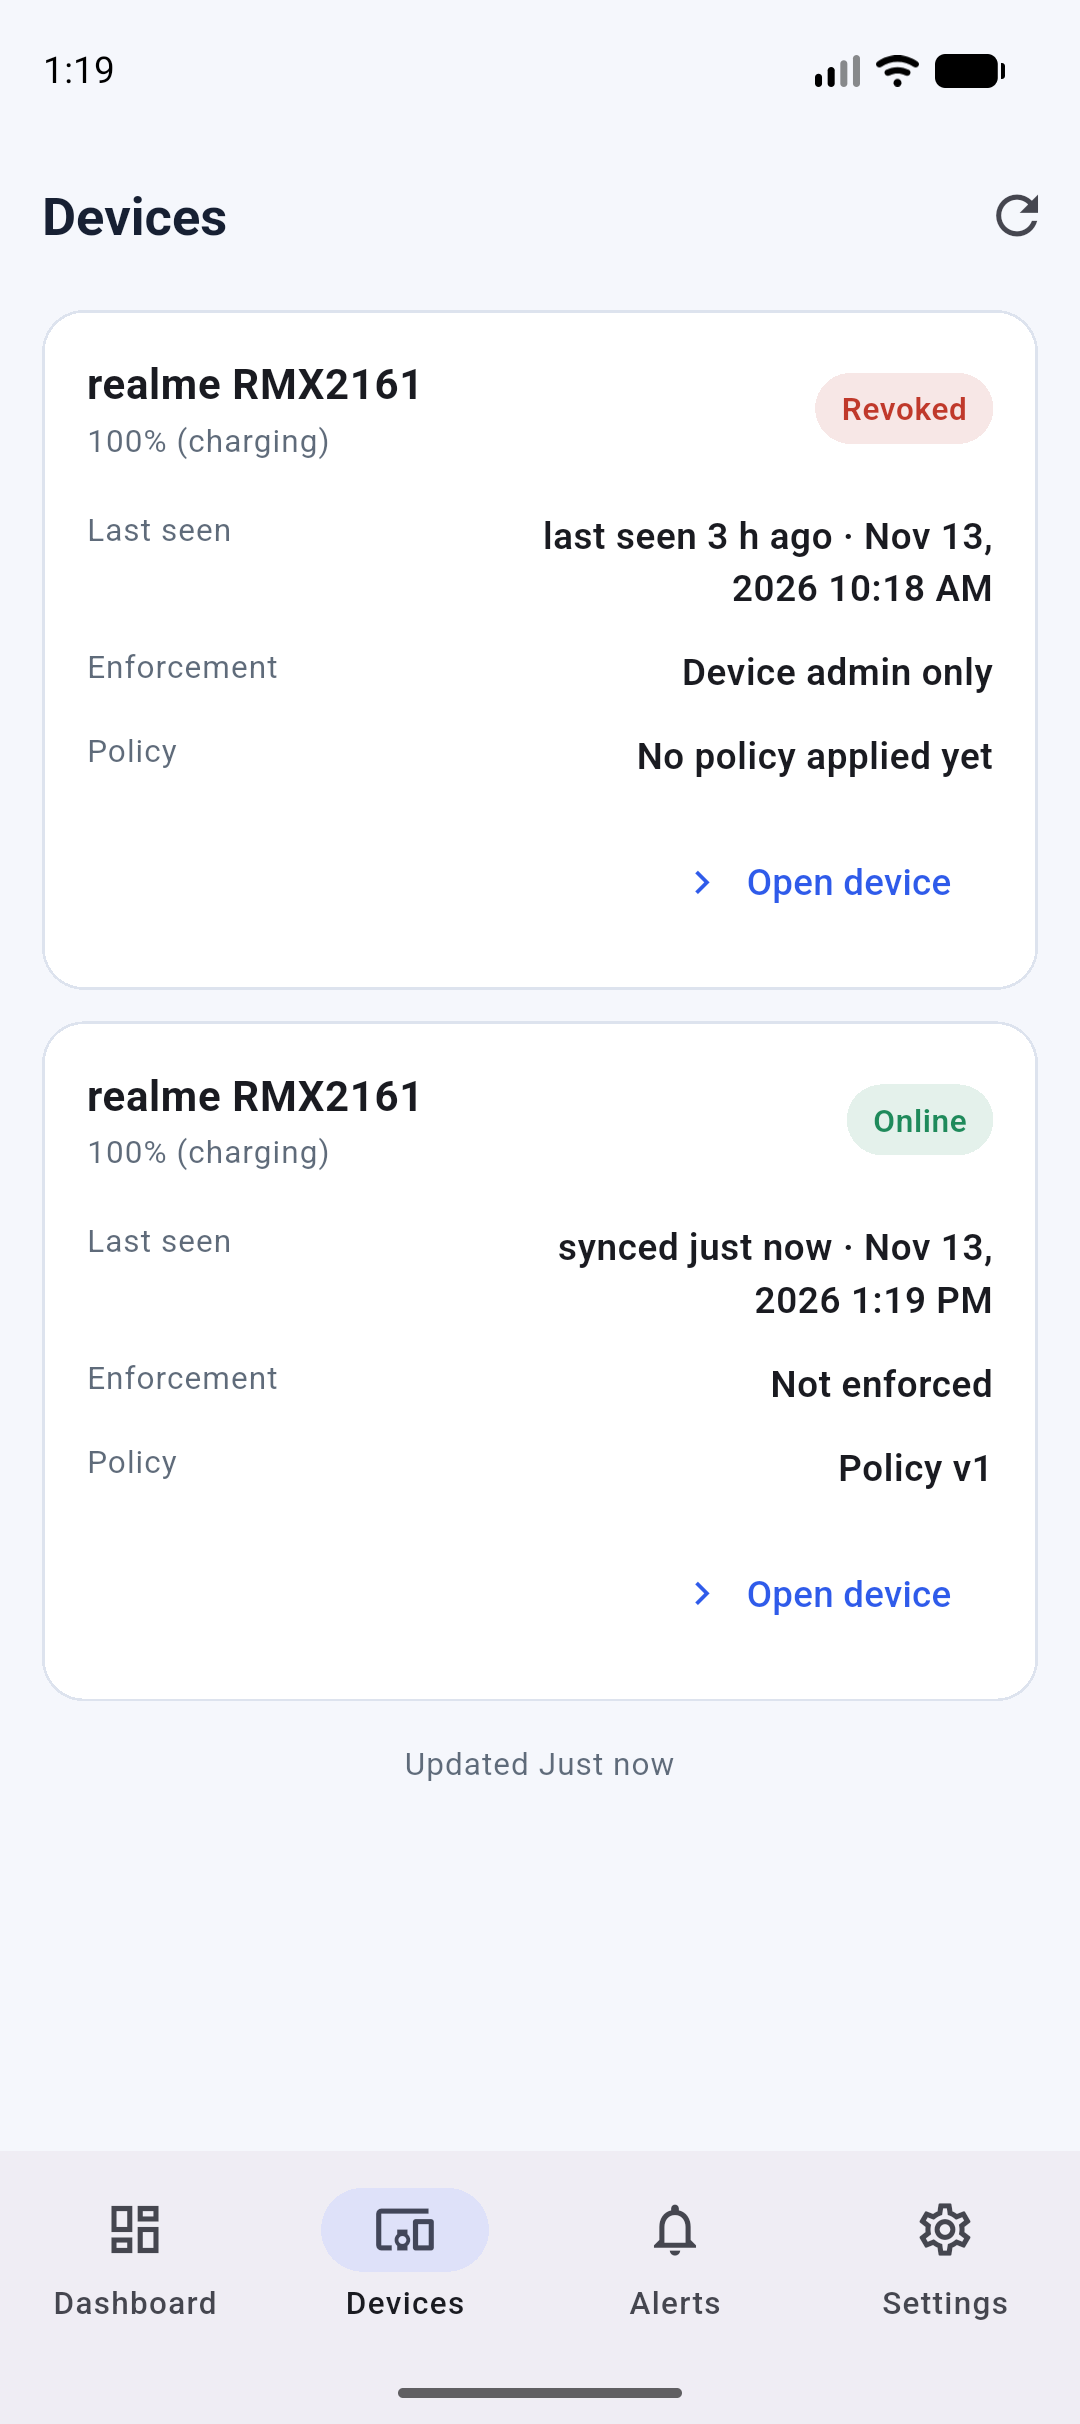 1:19
Devices
realme RMX2161
Revoked
100% (charging)
Last seen
last seen 3 h ago · Nov 13,
2026 10:18 AM
Enforcement
Device admin only
Policy
No policy applied yet
Open device
realme RMX2161
Online
100% (charging)
Last seen
synced just now · Nov 13,
2026 1:19 PM
Enforcement
Not enforced
Policy
Policy v1
Open device
Updated Just now
Dashboard
Devices
Alerts
Settings